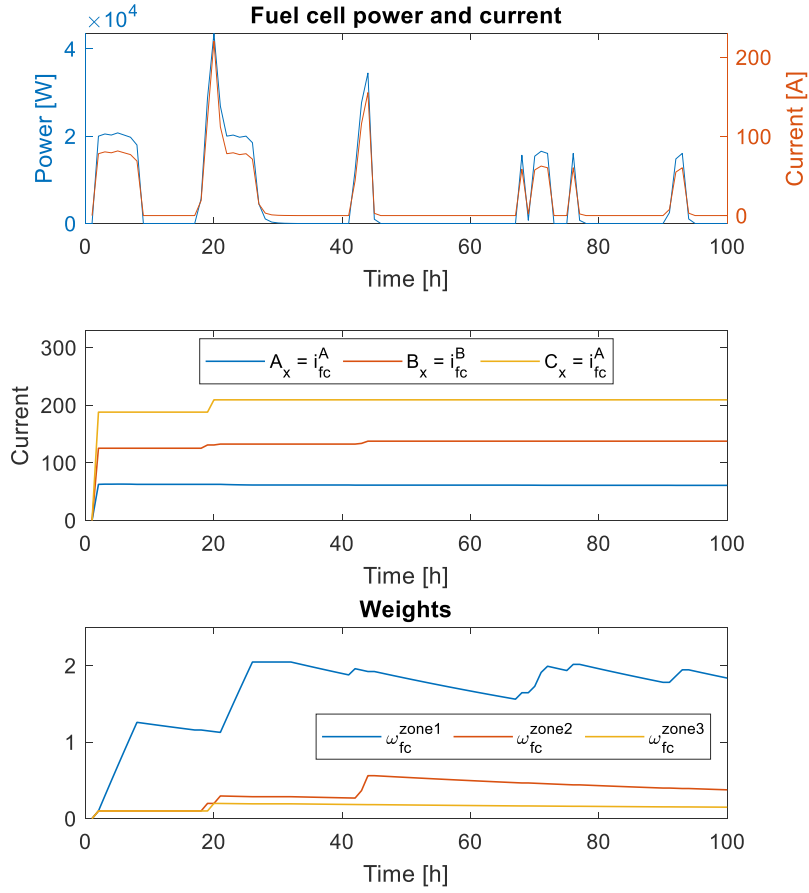 Fuel cell power and current
×10⁴
Power [W]
4
2
0
Current [A]
200
100
0
0 20 40 60 80 100
Time [h]
Current
300
200
100
0
A_x = i_fc^A B_x = i_fc^B C_x = i_fc^A
0 20 40 60 80 100
Time [h]
Weights
2
1
0
ω_fc^zone1 ω_fc^zone2 ω_fc^zone3
0 20 40 60 80 100
Time [h]